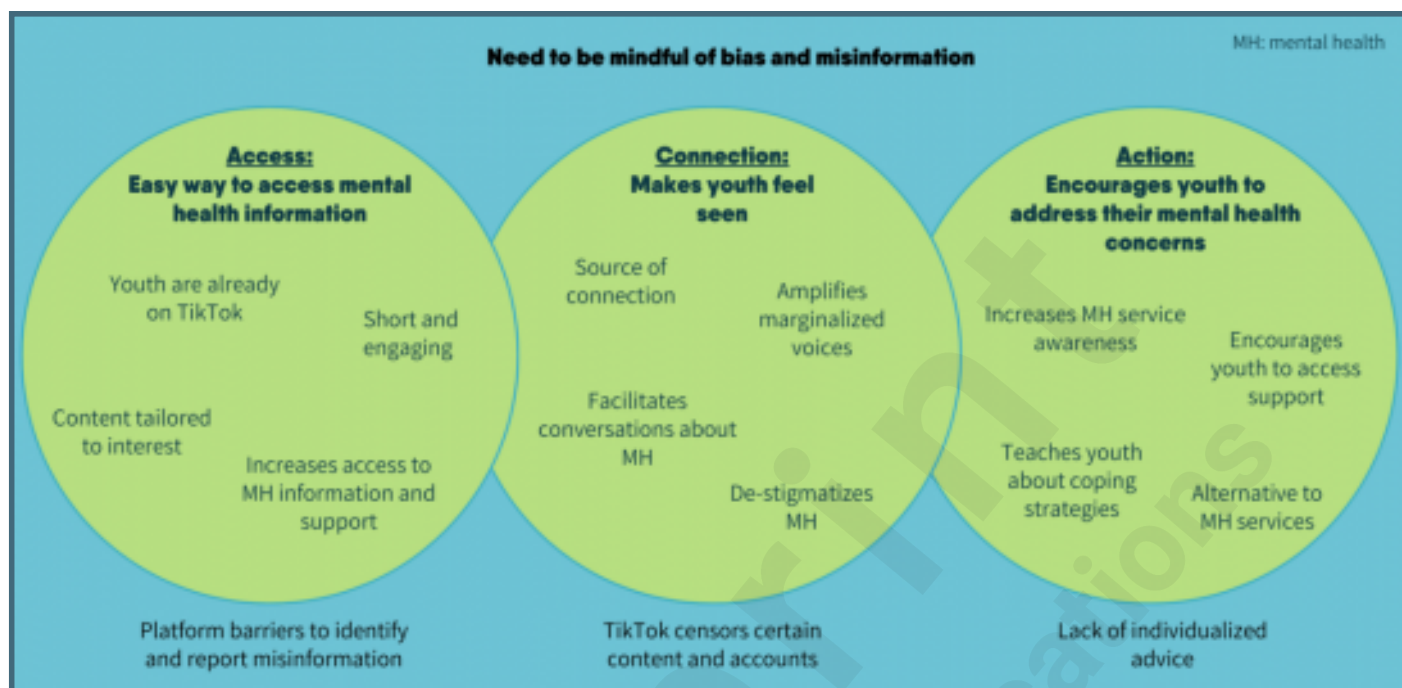 MH: mental health
Need to be mindful of bias and misinformation
Access:
Easy way to access mental
health information
Youth are already
on TikTok
Short and
engaging
Content tailored
to interest
Increases access to
MH information and
support
Connection:
Makes youth feel
seen
Source of
connection
Amplifies
marginalized
voices
Facilitates
conversations about
MH
De-stigmatizes
MH
Action:
Encourages youth to
address their mental health
concerns
Increases MH service
awareness
Encourages
youth to access
support
Teaches youth
about coping
strategies
Alternative to
MH services
Platform barriers to identify
and report misinformation
TikTok censors certain
content and accounts
Lack of individualized
advice